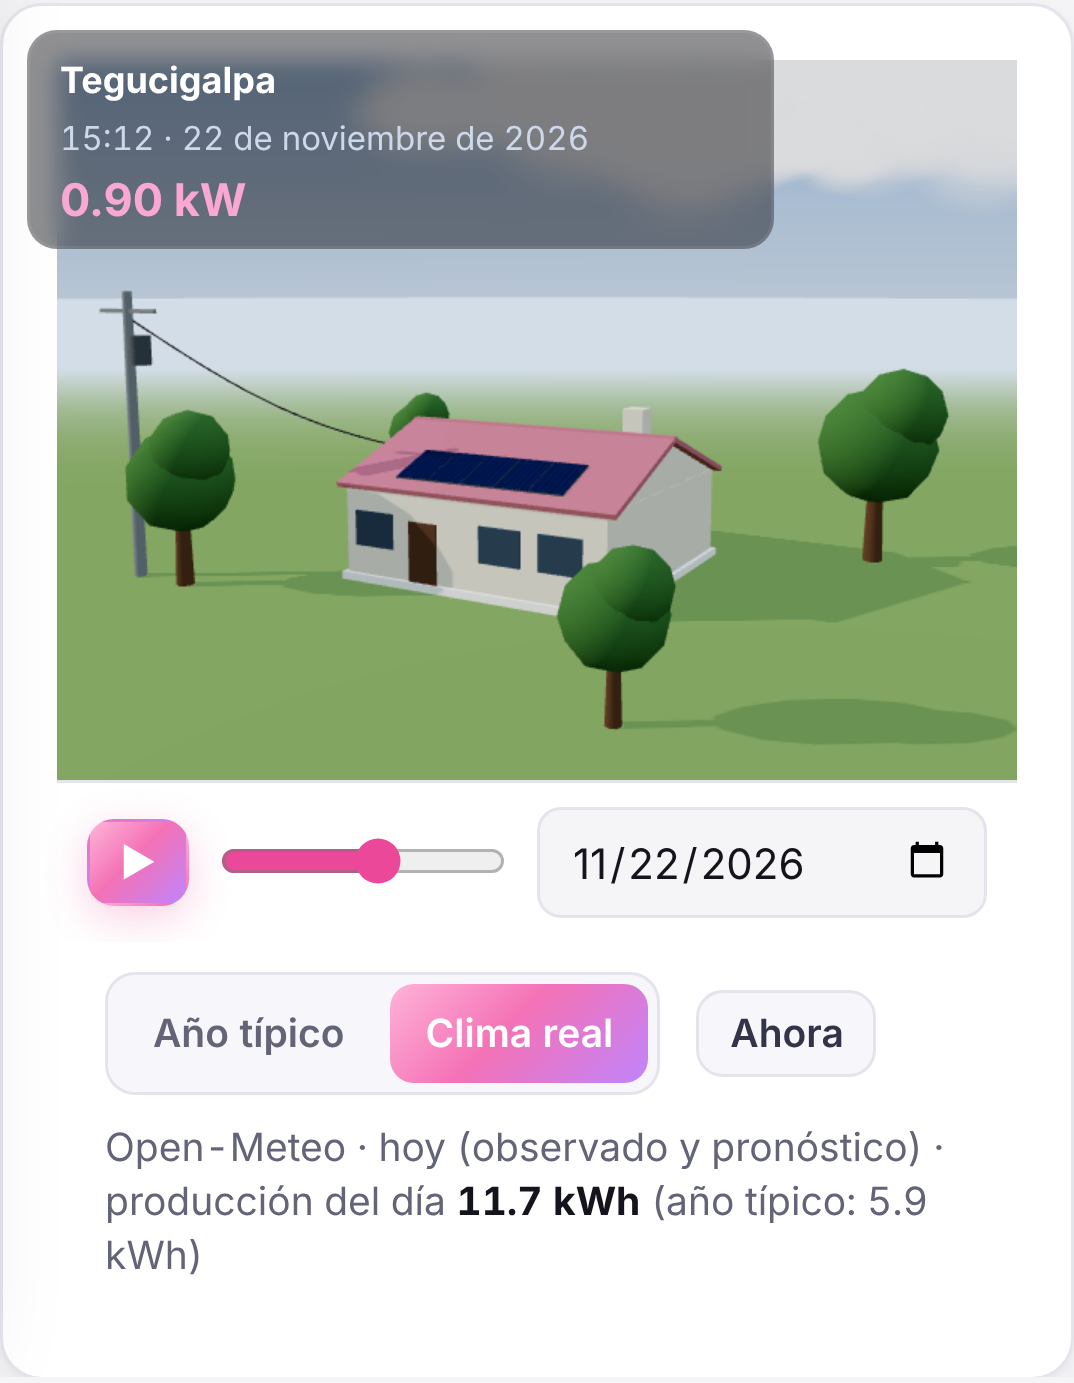 Tegucigalpa
15:12 · 22 de noviembre de 2026
0.90 kW
11/22/2026
Año típico
Clima real
Ahora
Open-Meteo · hoy (observado y pronóstico) ·
producción del día 11.7 kWh (año típico: 5.9
kWh)